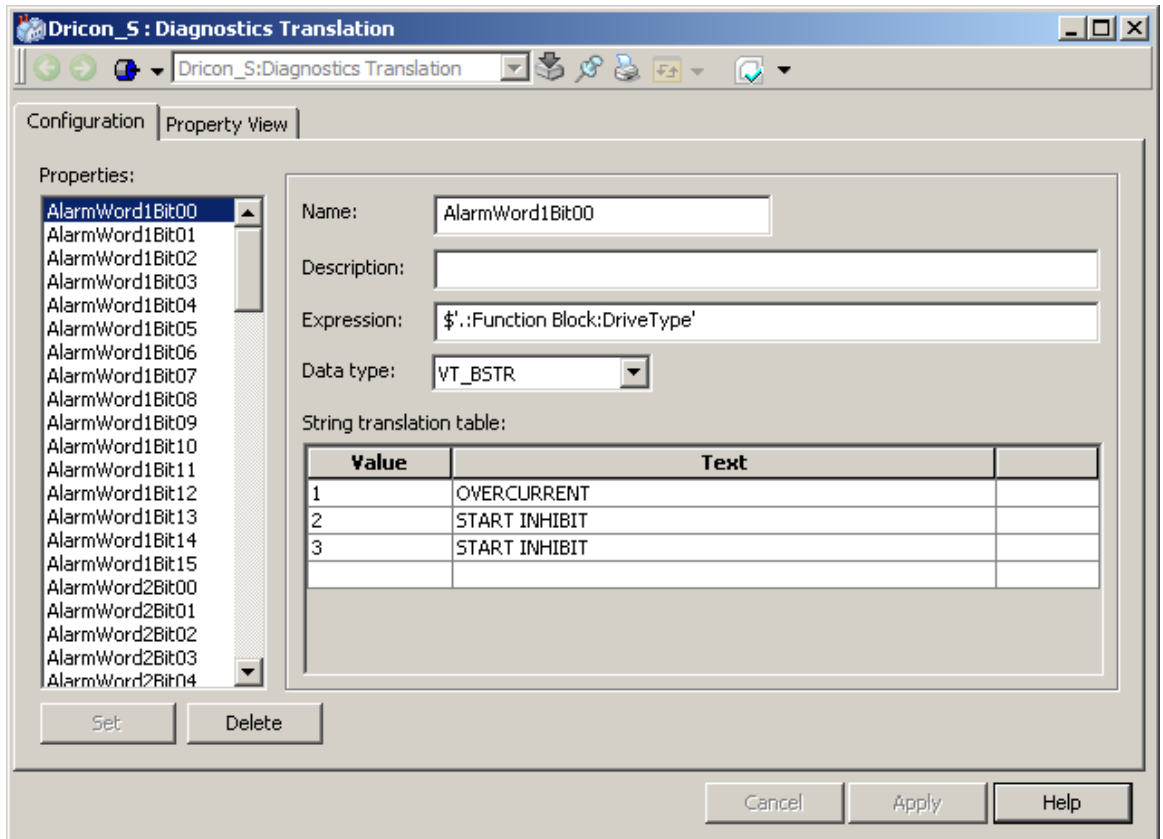 Dricon_S : Diagnostics Translation
Dricon_S:Diagnostics Translation
Configuration
Property View
Properties:
AlarmWord1Bit00
AlarmWord1Bit01
AlarmWord1Bit02
AlarmWord1Bit03
AlarmWord1Bit04
AlarmWord1Bit05
AlarmWord1Bit06
AlarmWord1Bit07
AlarmWord1Bit08
AlarmWord1Bit09
AlarmWord1Bit10
AlarmWord1Bit11
AlarmWord1Bit12
AlarmWord1Bit13
AlarmWord1Bit14
AlarmWord1Bit15
AlarmWord2Bit00
AlarmWord2Bit01
AlarmWord2Bit02
AlarmWord2Bit03
AlarmWord2Bit04
Name: AlarmWord1Bit00
Description:
Expression: $'.:Function Block:DriveType'
Data type: VT_BSTR
String translation table:
Value Text
1 OVERCURRENT
2 START INHIBIT
3 START INHIBIT
Set Delete
Cancel Apply Help